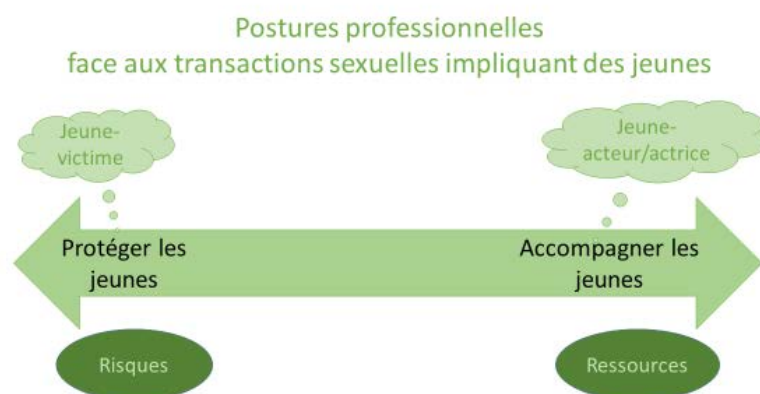 Postures professionnelles
face aux transactions sexuelles impliquant des jeunes
Jeune-
victime
Jeune-
acteur/actrice
Protéger les
jeunes
Accompagner les
jeunes
Risques
Ressources